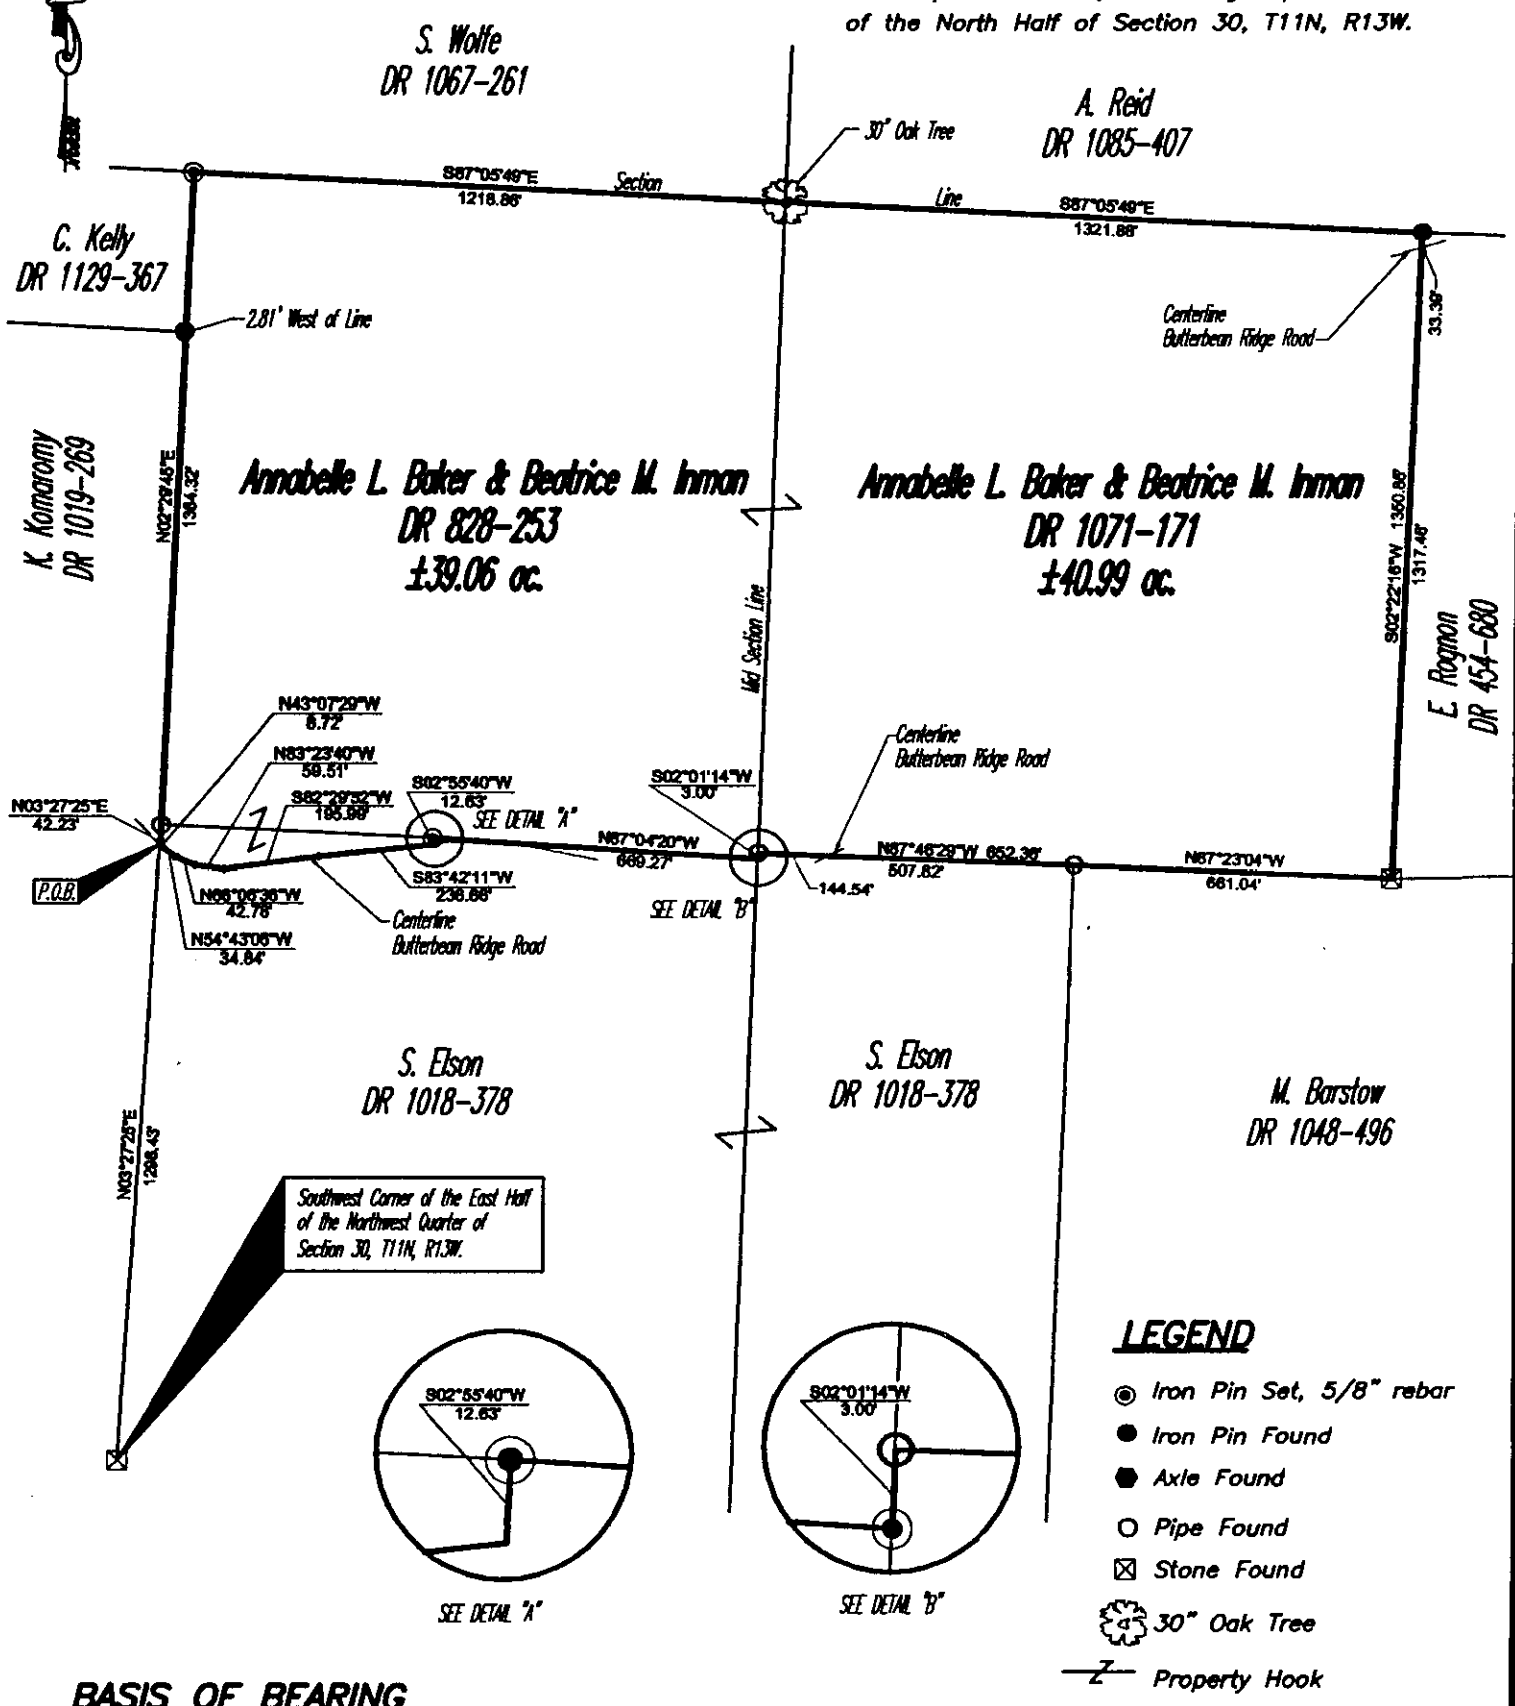 of the North Half of Section 30, T11N, R13W.
S. Wolfe
DR 1067-261
A. Reid
DR 1085-407
30" Oak Tree
S87°05'49"E
1218.86'
Section
Line
S87°05'49"E
1321.88'
C. Kelly
DR 1129-367
2.81' West of Line
Centerline
Butterbean Ridge Road
33.39'
K. Komaromy
DR 1019-269
N02°29'45"E
1364.32'
Annabelle L. Baker & Beatrice M. Inman
DR 828-253
±39.06 ac.
Annabelle L. Baker & Beatrice M. Inman
DR 1071-171
±40.99 ac.
Mid Section Line
S02°22'16"W 1350.86'
1317.46'
E. Rognon
DR 454-680
N43°07'29"W
8.72'
N83°23'40"W
59.51'
S82°29'52"W
195.99'
S02°55'40"W
12.63'
SEE DETAIL "A"
N03°27'25"E
42.23'
P.O.B.
N66°06'36"W
42.78'
N54°43'06"W
34.84'
S83°42'11"W
236.66'
Centerline
Butterbean Ridge Road
N87°04'20"W
669.27'
S02°01'14"W
3.00'
SEE DETAIL "B"
Centerline
Butterbean Ridge Road
144.54'
N87°46'29"W 652.36'
507.82'
N87°23'04"W
661.04'
S. Elson
DR 1018-378
S. Elson
DR 1018-378
M. Barstow
DR 1048-496
N03°27'25"E
1296.43'
Southwest Corner of the East Half
of the Northwest Quarter of
Section 30, T11N, R13W.
S02°55'40"W
12.63'
SEE DETAIL "A"
S02°01'14"W
3.00'
SEE DETAIL "B"
LEGEND
Iron Pin Set, 5/8" rebar
Iron Pin Found
Axle Found
Pipe Found
Stone Found
30" Oak Tree
Property Hook
BASIS OF BEARING